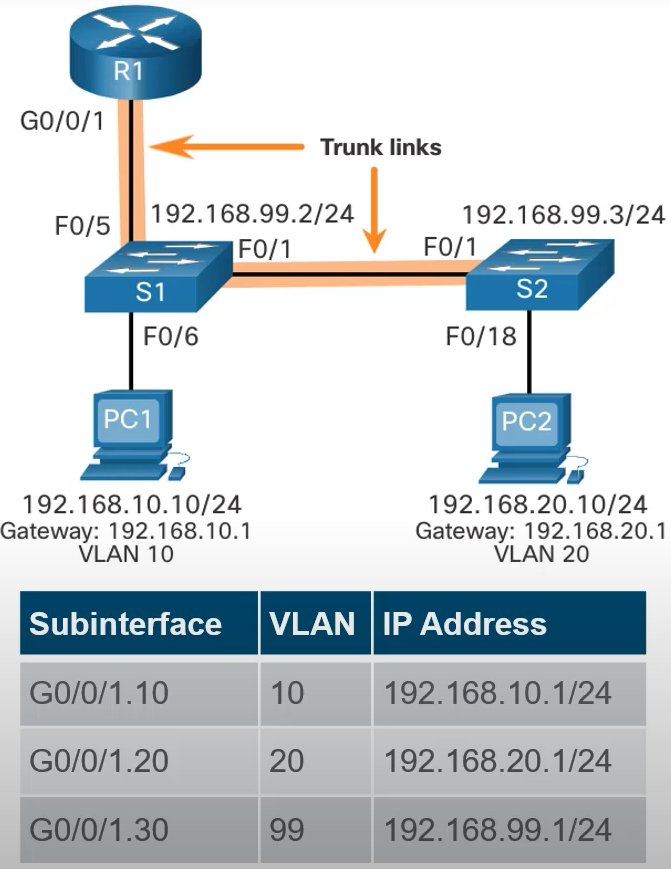 R1
G0/0/1
Trunk links
F0/5
192.168.99.2/24
192.168.99.3/24
F0/1
F0/1
S1
S2
F0/6
F0/18
PC1
PC2
192.168.10.10/24
Gateway: 192.168.10.1
VLAN 10
192.168.20.10/24
Gateway: 192.168.20.1
VLAN 20
Subinterface VLAN IP Address
G0/0/1.10 10 192.168.10.1/24
G0/0/1.20 20 192.168.20.1/24
G0/0/1.30 99 192.168.99.1/24